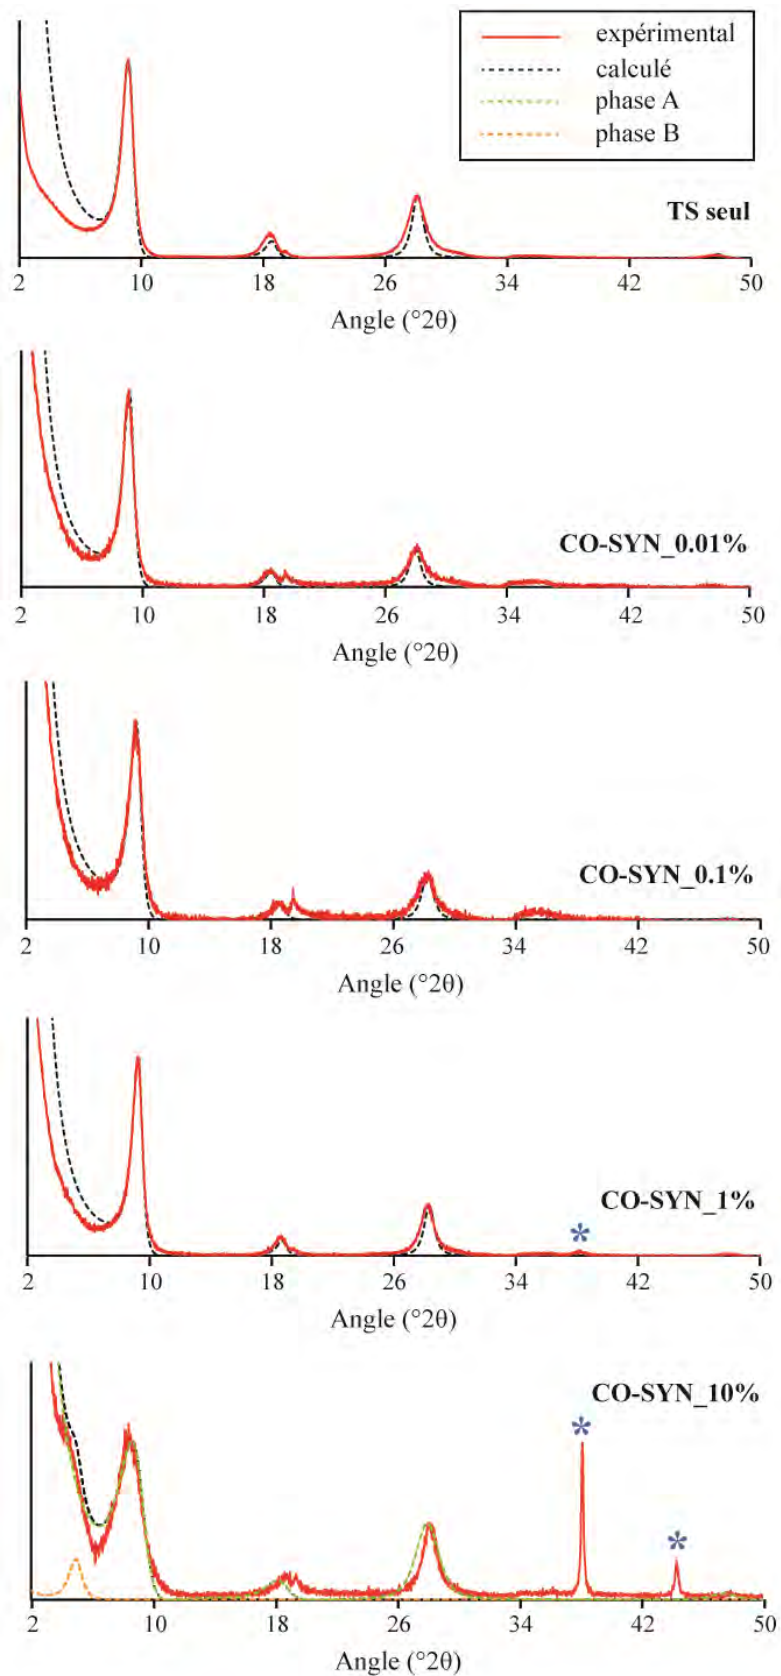 expérimental
calculé
phase A
phase B
TS seul
2 10 18 26 34 42 50
Angle (°2θ)
CO-SYN_0.01%
2 10 18 26 34 42 50
Angle (°2θ)
CO-SYN_0.1%
2 10 18 26 34 42 50
Angle (°2θ)
*
CO-SYN_1%
2 10 18 26 34 42 50
Angle (°2θ)
CO-SYN_10%
*
*
2 10 18 26 34 42 50
Angle (°2θ)